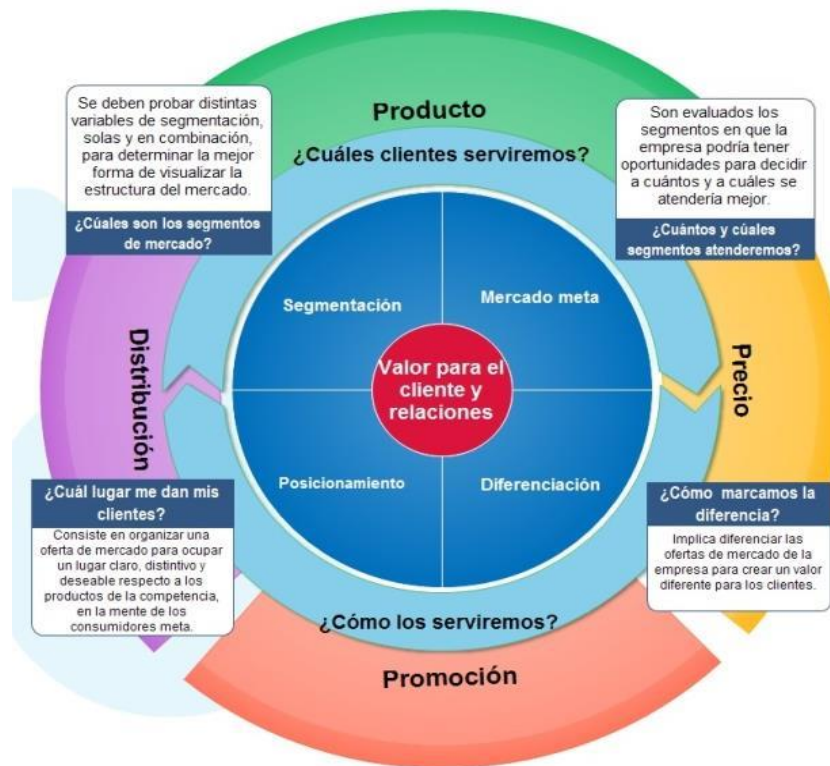 Producto
¿Cuáles clientes serviremos?
Se deben probar distintas
variables de segmentación,
solas y en combinación,
para determinar la mejor
forma de visualizar la
estructura del mercado.
¿Cúales son los segmentos
de mercado?
Son evaluados los
segmentos en que la
empresa podría tener
oportunidades para decidir
a cuántos y a cuáles se
atendería mejor.
¿Cuántos y cúales
segmentos atenderemos?
Segmentación
Mercado meta
Distribución
Valor para el
cliente y
relaciones
Precio
Posicionamiento
Diferenciación
¿Cuál lugar me dan mis
clientes?
Consiste en organizar una
oferta de mercado para ocupar
un lugar claro, distintivo y
deseable respecto a los
productos de la competencia,
en la mente de los
consumidores meta.
¿Cómo marcamos la
diferencia?
Implica diferenciar las
ofertas de mercado de la
empresa para crear un valor
diferente para los clientes.
¿Cómo los serviremos?
Promoción